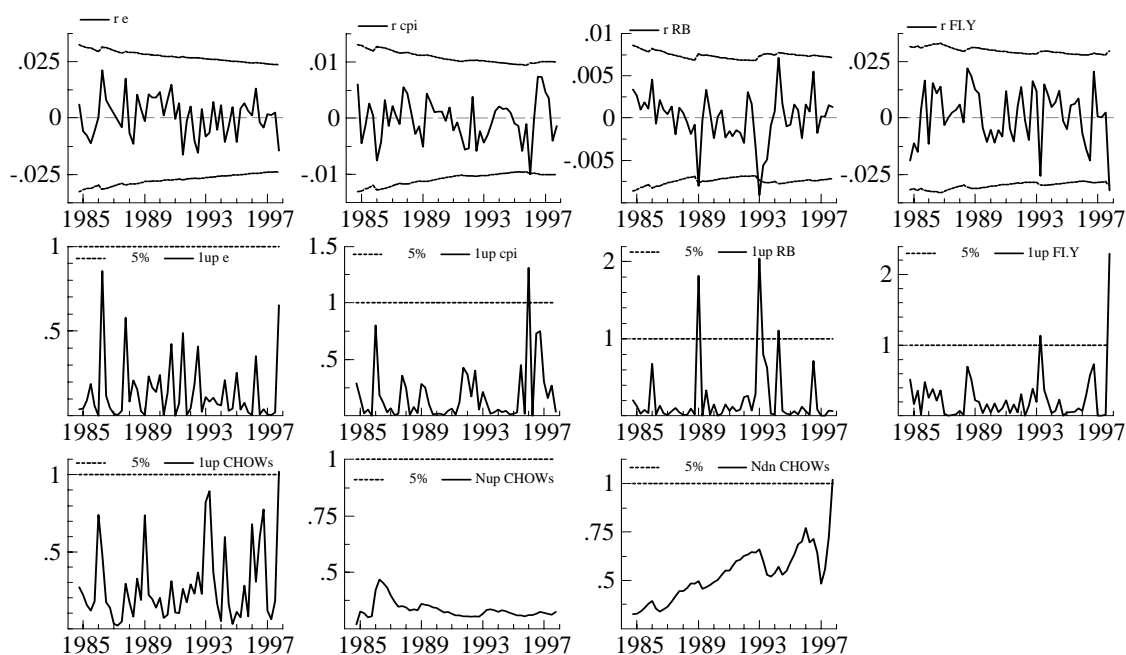 r e
.025
0
-.025
1985 1989 1993 1997
r cpi
.01
0
-.01
1985 1989 1993 1997
r RB
.01
.005
0
-.005
1985 1989 1993 1997
r FI.Y
.025
0
-.025
1985 1989 1993 1997
5% 1up e
1
.5
1985 1989 1993 1997
5% 1up cpi
1.5
1
.5
1985 1989 1993 1997
5% 1up RB
2
1
1985 1989 1993 1997
5% 1up FI.Y
2
1
1985 1989 1993 1997
5% 1up CHOWs
1
.5
1985 1989 1993 1997
5% Nup CHOWs
1
.75
.5
1985 1989 1993 1997
5% Ndn CHOWs
1
.75
.5
1985 1989 1993 1997